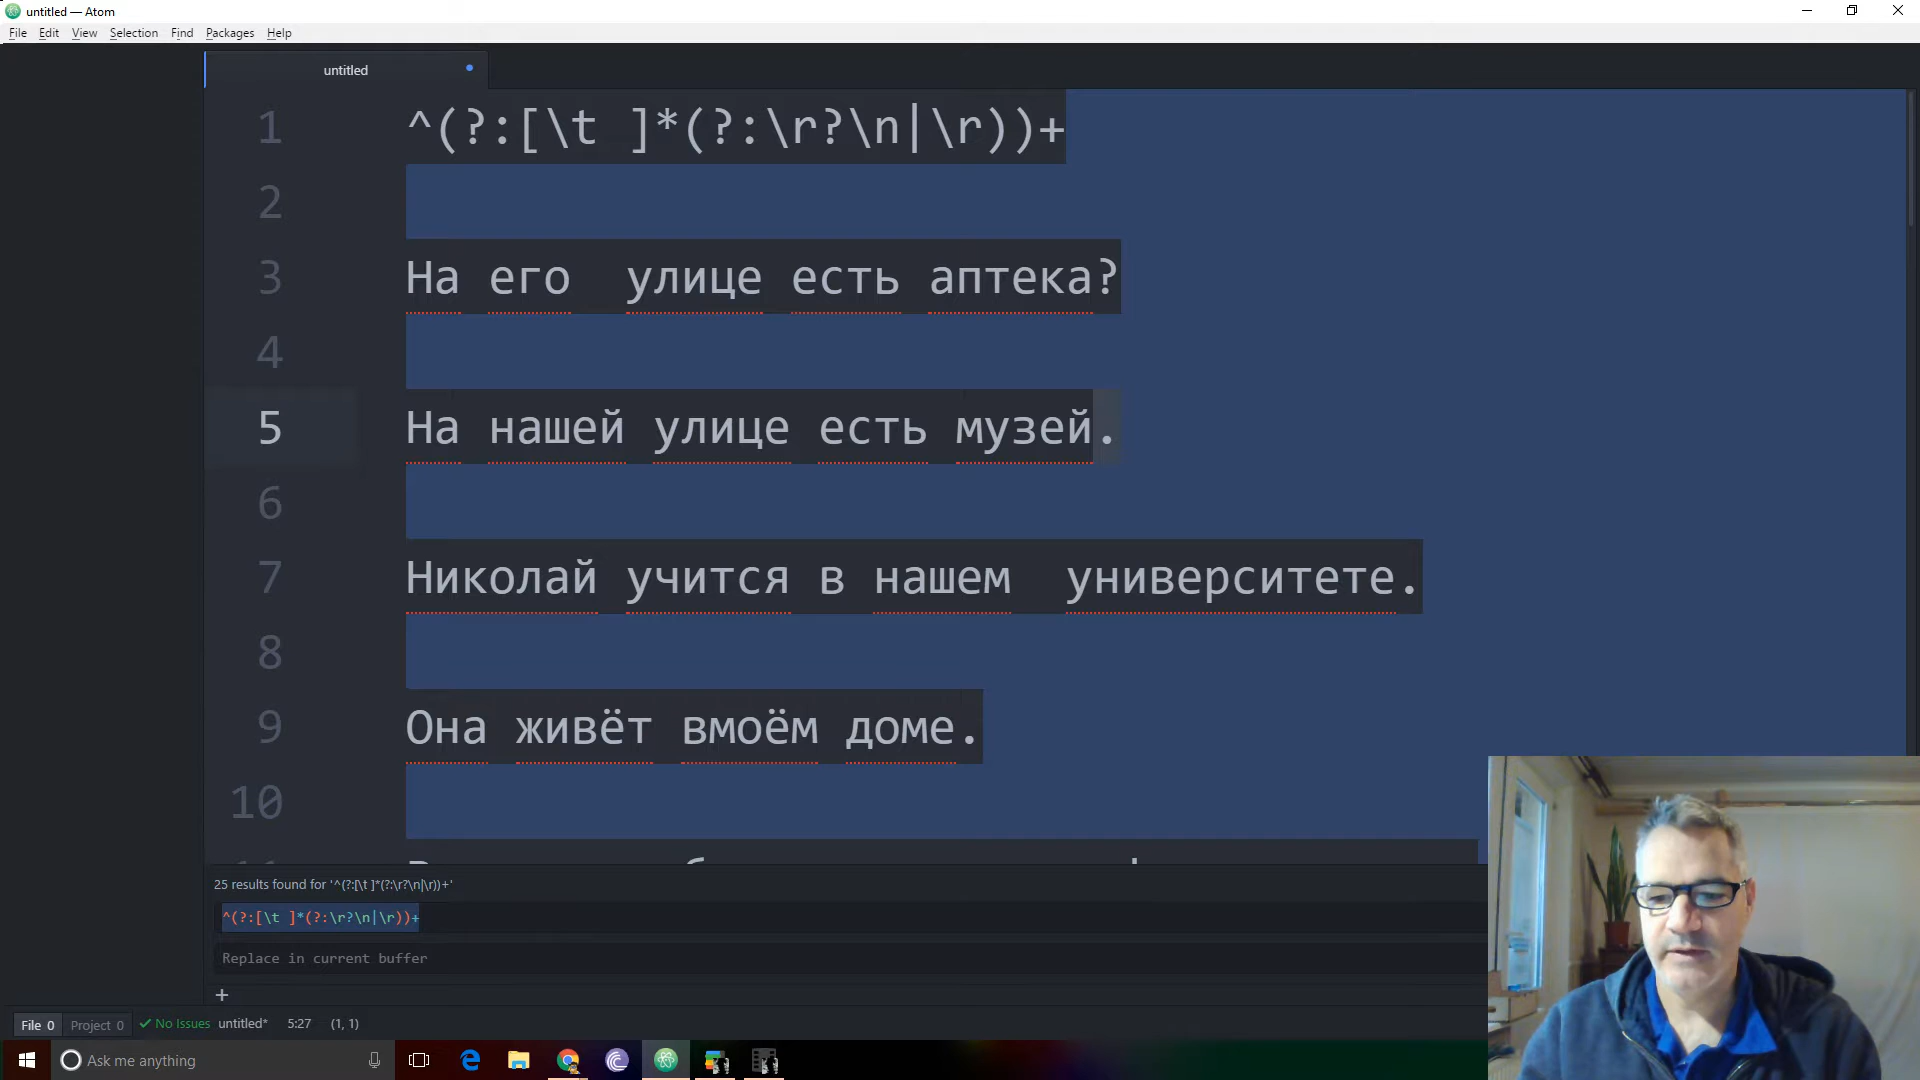 untitled — Atom
File Edit View Selection Find Packages Help
untitled
1 ^(?:[\t ]*(?:\r?\n|\r))+
2
3 На его  улице есть аптека?
4
5 На нашей улице есть музей.
6
7 Николай учится в нашем  университете.
8
9 Она живёт вмоём доме.
10
25 results found for '^(?:[\t ]*(?:\r?\n|\r))+'
^(?:[\t ]*(?:\r?\n|\r))+
Replace in current buffer
+
File 0 Project 0 No Issues untitled* 5:27 (1, 1)
Ask me anything